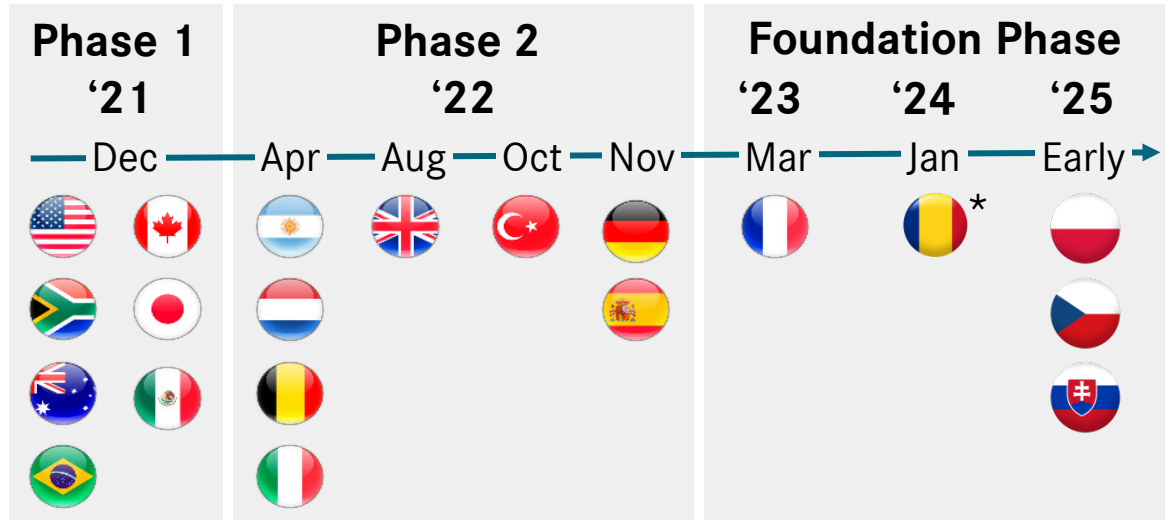 Phase 1
‘21
Phase 2
‘22
Foundation Phase
‘23 ‘24 ‘25
Dec Apr Aug Oct Nov Mar Jan Early
*